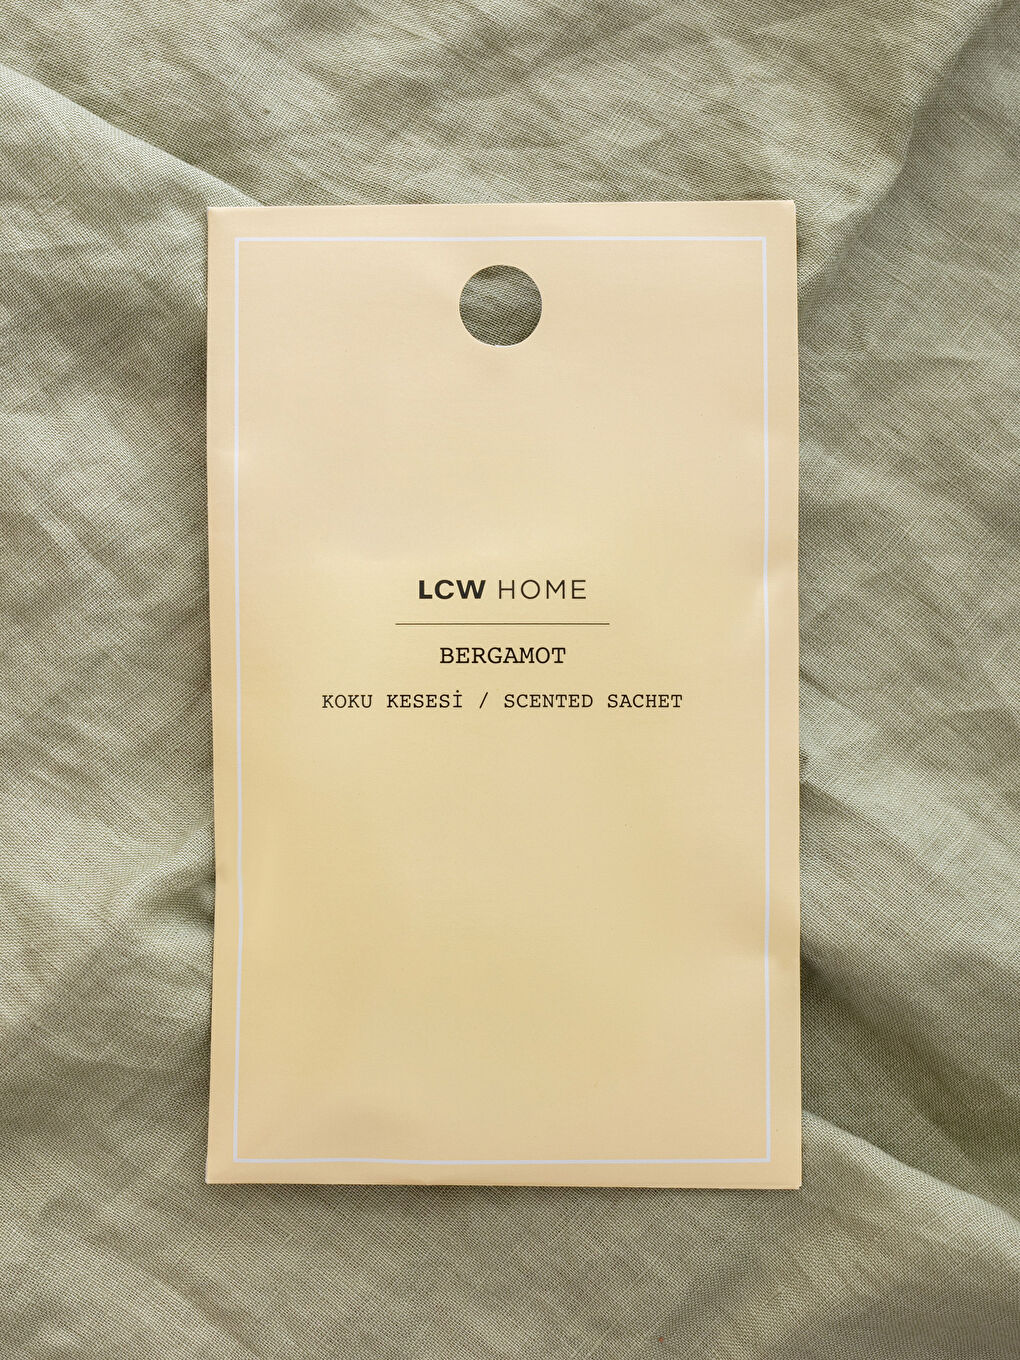 LCW HOME
BERGAMOT
KOKU KESESİ / SCENTED SACHET